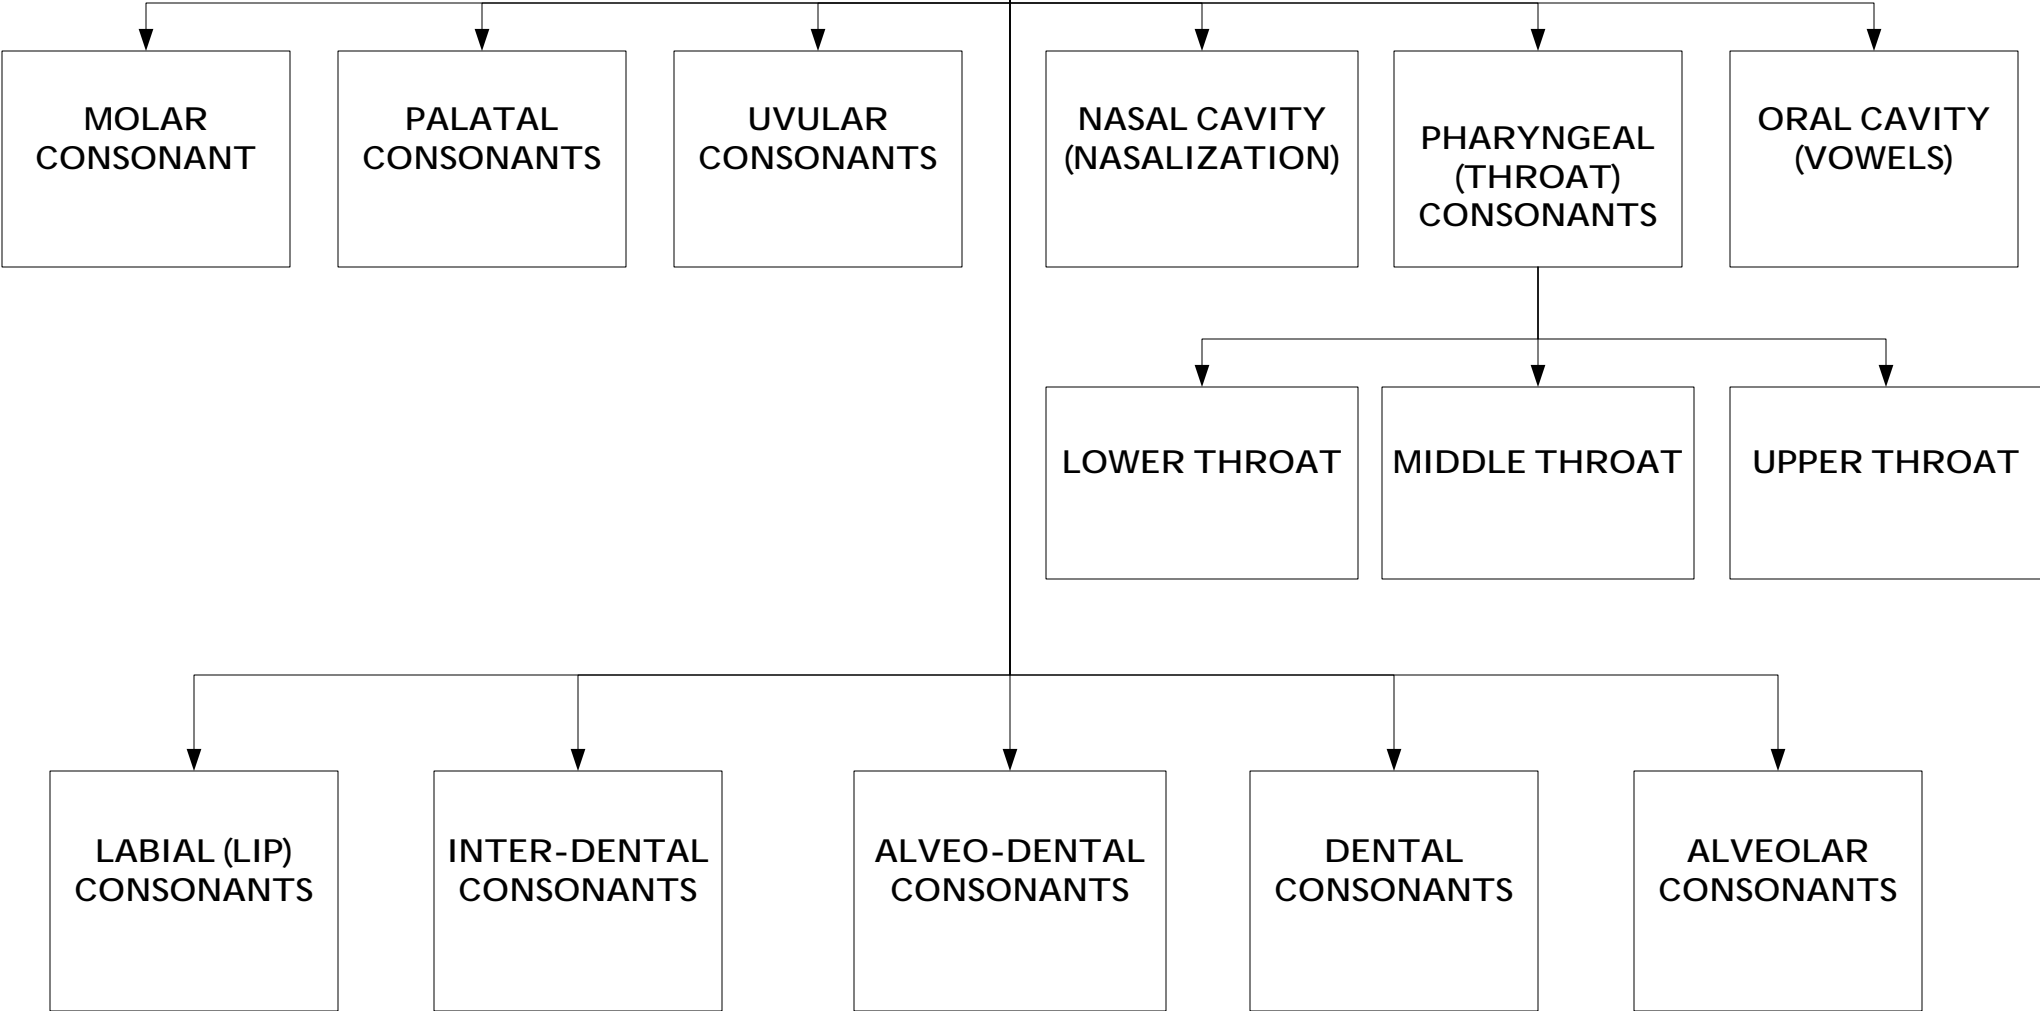 MOLAR
CONSONANT
PALATAL
CONSONANTS
UVULAR
CONSONANTS
NASAL CAVITY
(NASALIZATION)
PHARYNGEAL
(THROAT)
CONSONANTS
ORAL CAVITY
(VOWELS)
LOWER THROAT
MIDDLE THROAT
UPPER THROAT
LABIAL (LIP)
CONSONANTS
INTER-DENTAL
CONSONANTS
ALVEO-DENTAL
CONSONANTS
DENTAL
CONSONANTS
ALVEOLAR
CONSONANTS